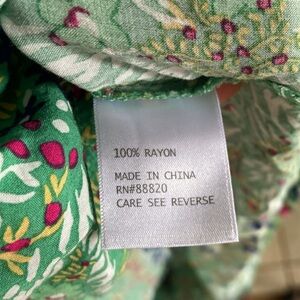 100% RAYON
MADE IN CHINA
RN#88820
CARE SEE REVERSE